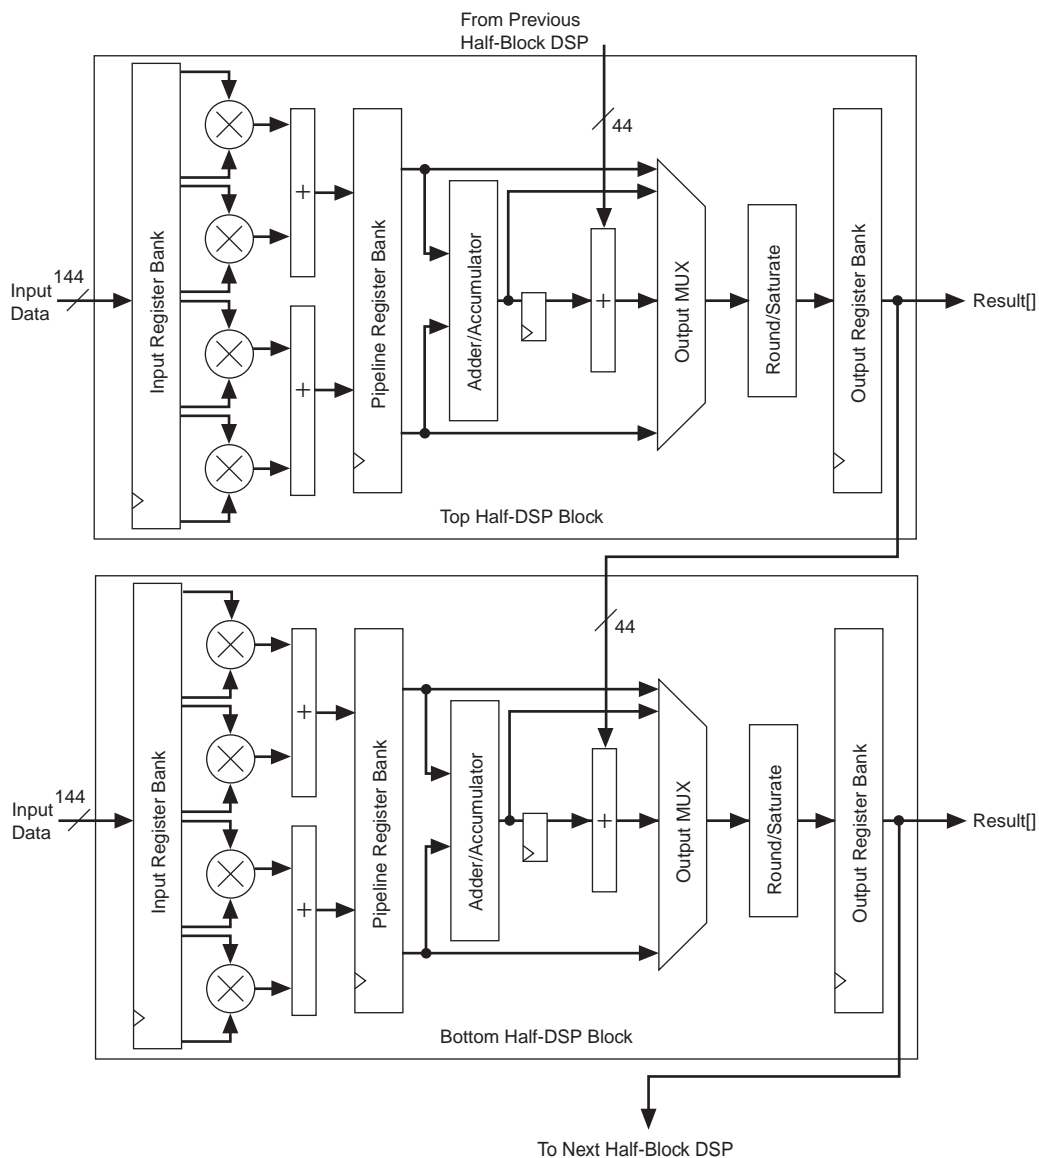 From Previous
Half-Block DSP
44
144
Input
Data
Input Register Bank
+
+
Pipeline Register Bank
Adder/Accumulator
+
Output MUX
Round/Saturate
Output Register Bank
Result[]
Top Half-DSP Block
44
144
Input
Data
Input Register Bank
+
+
Pipeline Register Bank
Adder/Accumulator
+
Output MUX
Round/Saturate
Output Register Bank
Result[]
Bottom Half-DSP Block
To Next Half-Block DSP